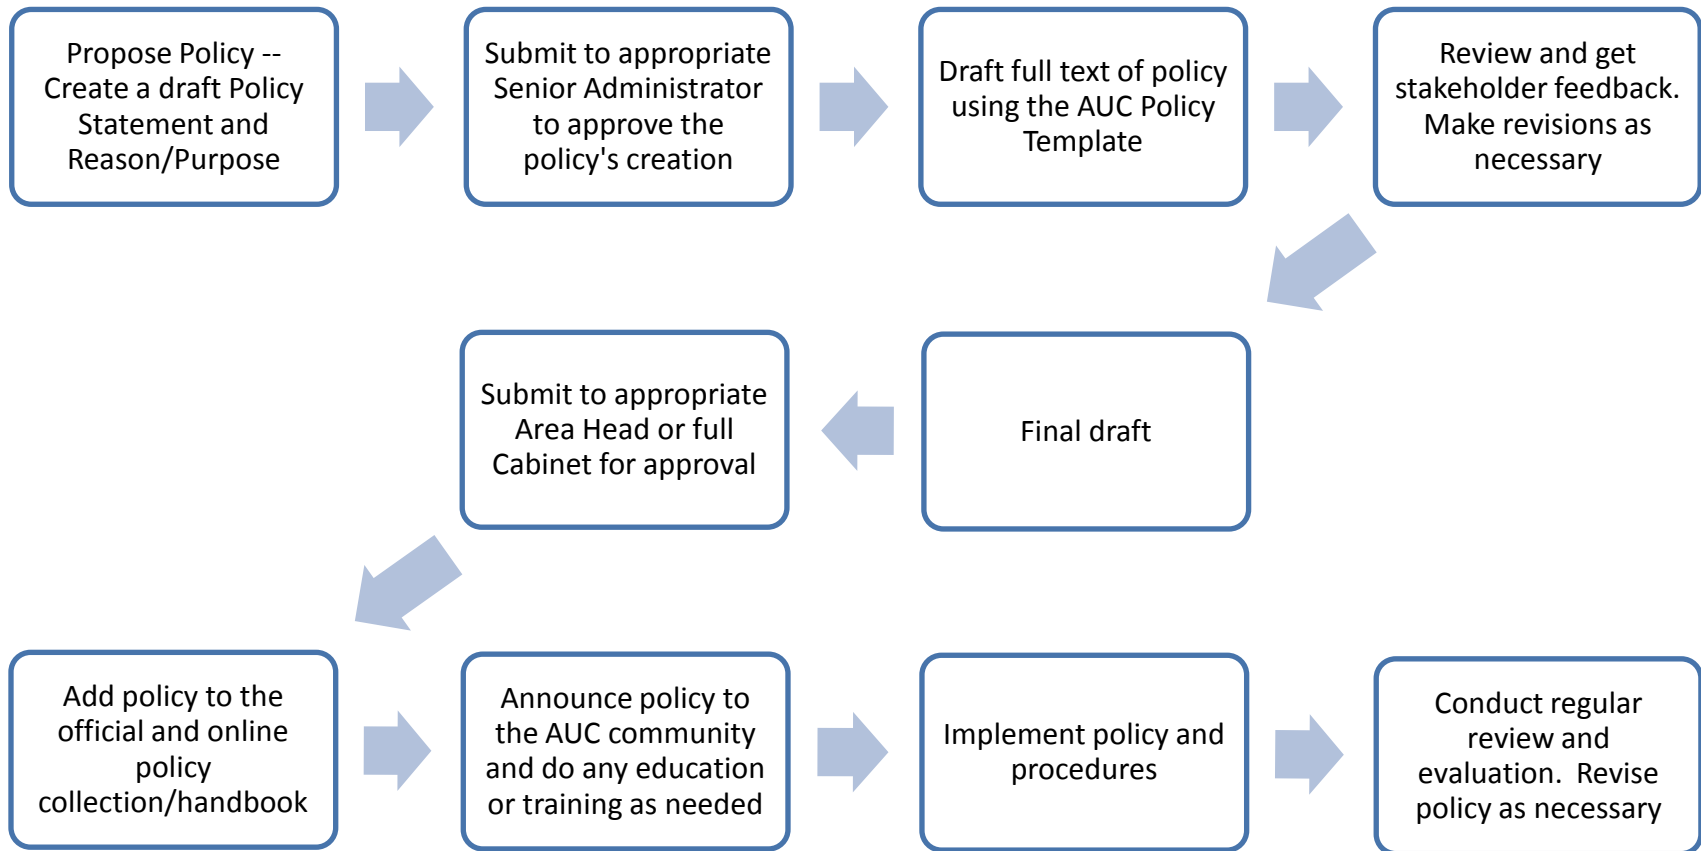 Propose Policy --
Create a draft Policy
Statement and
Reason/Purpose
Submit to appropriate
Senior Administrator
to approve the
policy's creation
Draft full text of policy
using the AUC Policy
Template
Review and get
stakeholder feedback.
Make revisions as
necessary
Final draft
Submit to appropriate
Area Head or full
Cabinet for approval
Add policy to the
official and online
policy
collection/handbook
Announce policy to
the AUC community
and do any education
or training as needed
Implement policy and
procedures
Conduct regular
review and
evaluation.  Revise
policy as necessary